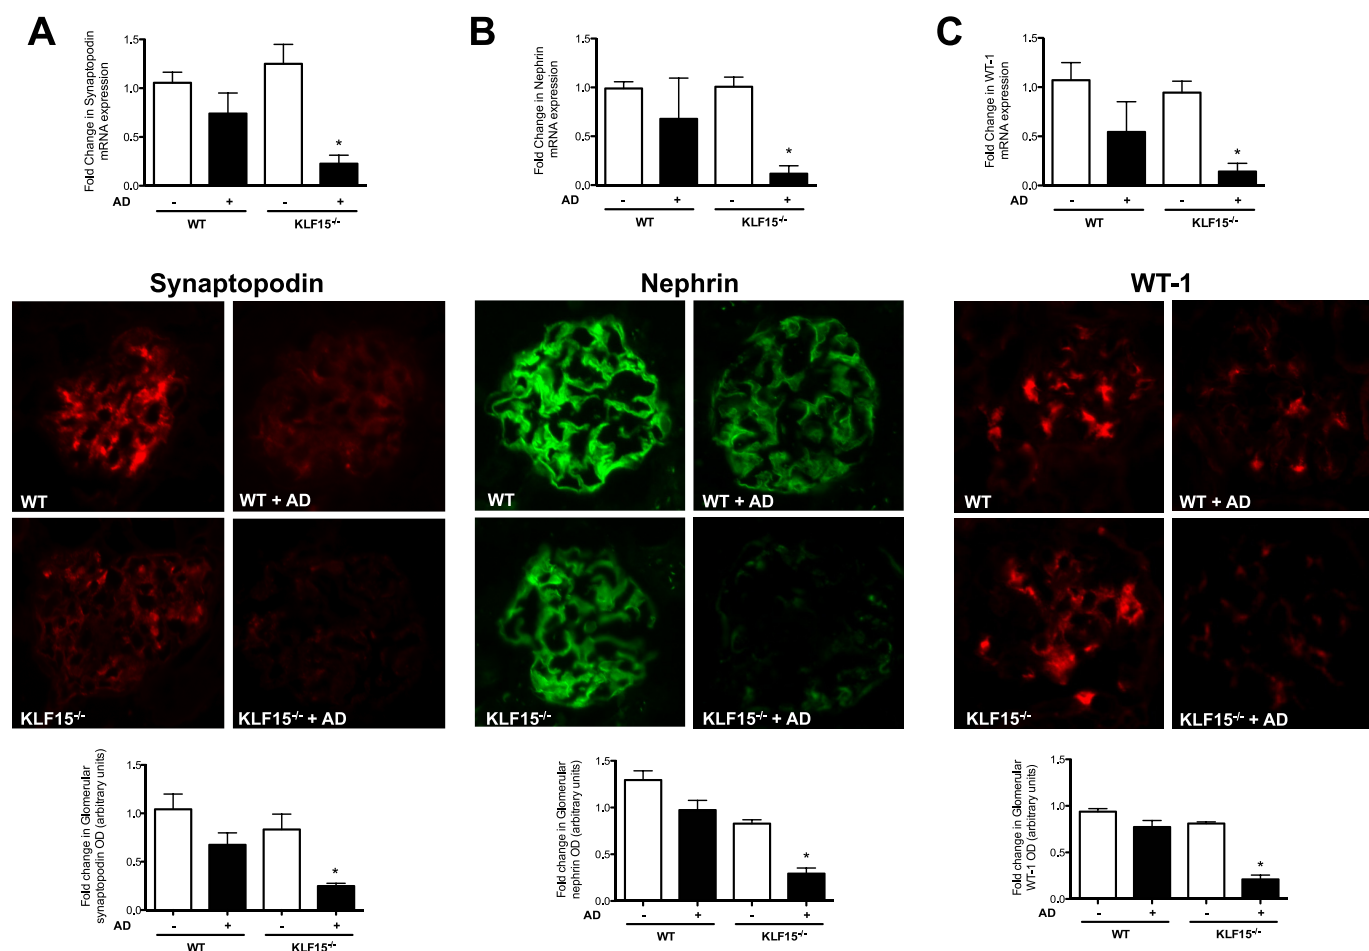 A
Fold Change in Synaptopodin
mRNA expression
1.5
1.0
0.5
0.0
*
AD - + - +
WT KLF15-/-
B
Fold Change in Nephrin
mRNA expression
1.5
1.0
0.5
0.0
*
AD - + - +
WT KLF15-/-
C
Fold Change in WT-1
mRNA expression
1.5
1.0
0.5
0.0
*
AD - + - +
WT KLF15-/-
Synaptopodin
WT
WT + AD
KLF15-/-
KLF15-/- + AD
Nephrin
WT
WT + AD
KLF15-/-
KLF15-/- + AD
WT-1
WT
WT + AD
KLF15-/-
KLF15-/- + AD
Fold change in Glomerular
synaptopodin OD (arbitrary units)
1.5
1.0
0.5
0.0
*
AD - + - +
WT KLF15-/-
Fold change in Glomerular
nephrin OD (arbitrary units)
1.5
1.0
0.5
0.0
*
AD - + - +
WT KLF15-/-
Fold change in Glomerular
WT-1 OD (arbitrary units)
1.5
1.0
0.5
0.0
*
AD - + - +
WT KLF15-/-